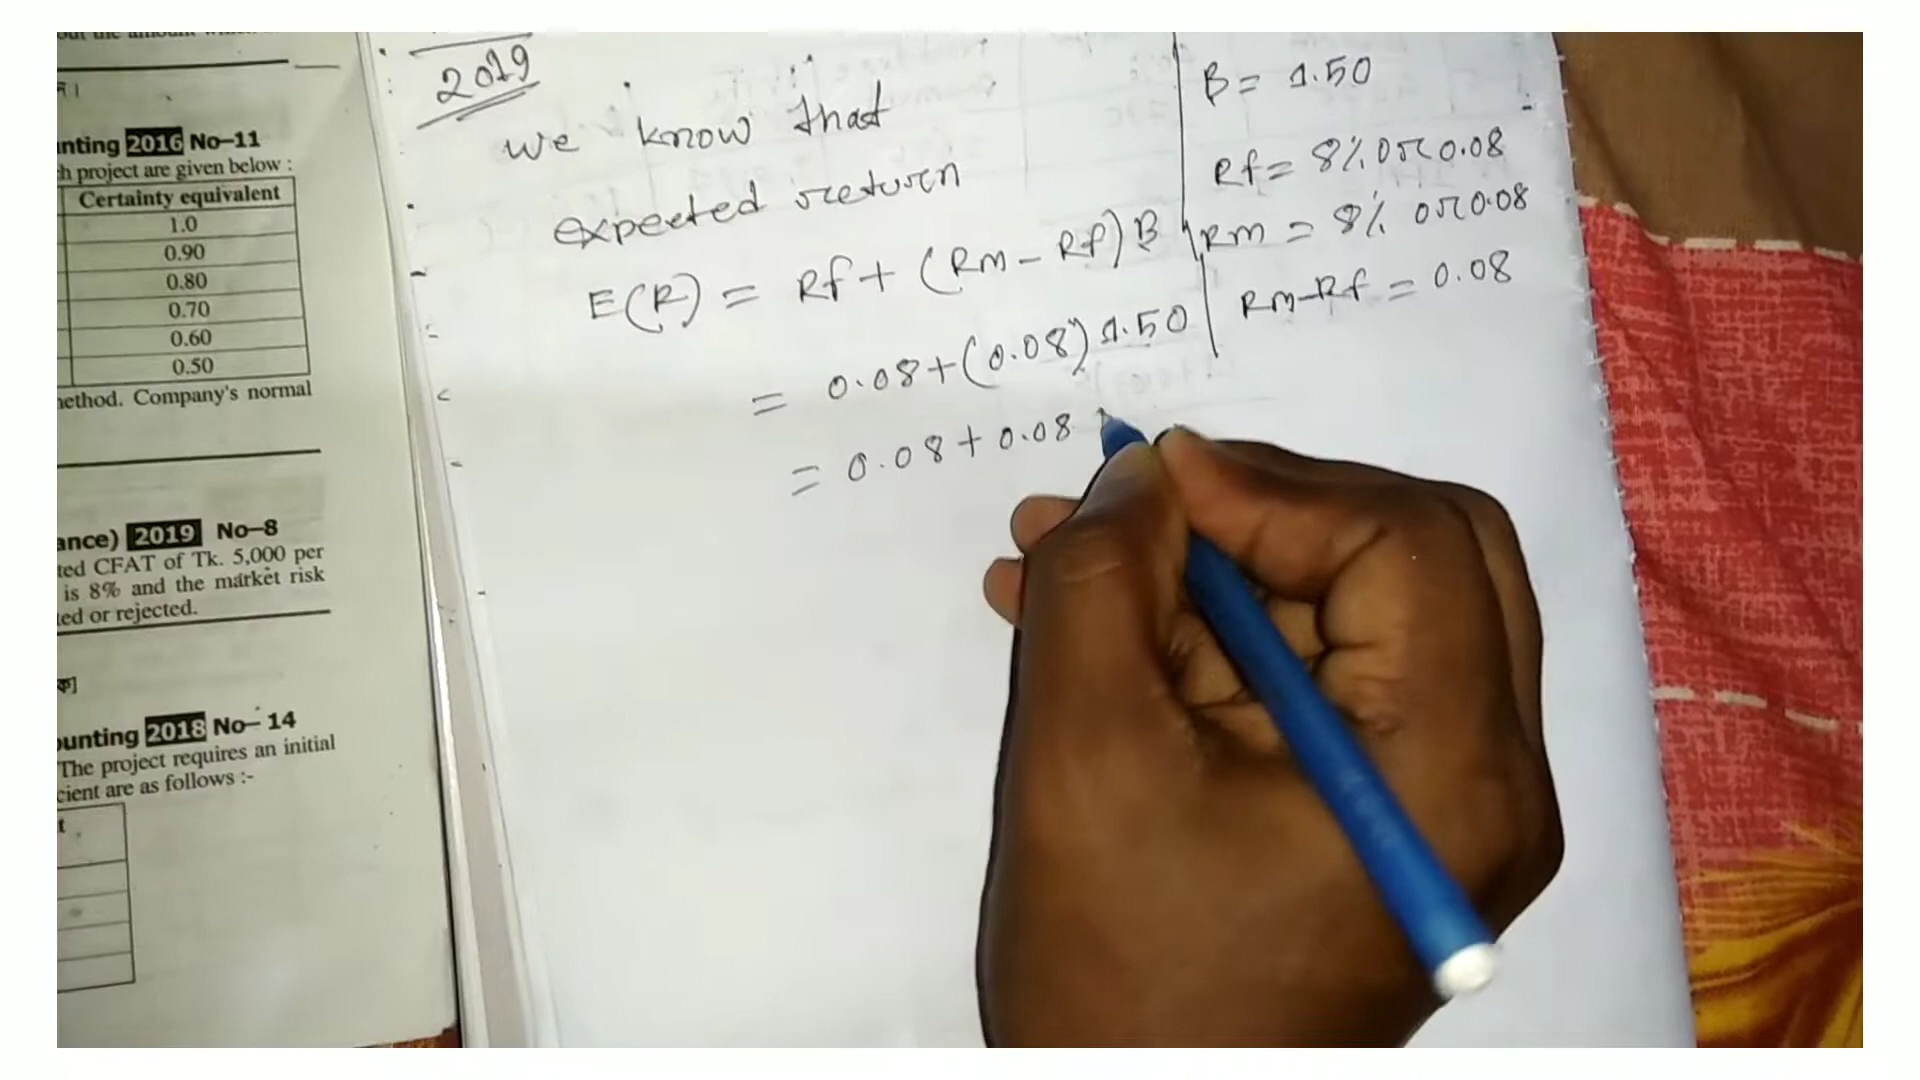 nting 2016 No–11
h project are given below :
Certainty equivalent
1.0
0.90
0.80
0.70
0.60
0.50
ethod. Company's normal
ance) 2019 No–8
ted CFAT of Tk. 5,000 per
is 8% and the market risk
ted or rejected.
ounting 2018 No– 14
The project requires an initial
cient are as follows :-
t
2019
we know that
expected return
E(R) = Rf + (Rm – Rf) B
= 0.08+(0.08) 1.50
= 0.08 + 0.08
B = 1.50
Rf = 8% or 0.08
Rm = 8% or 0.08
Rm–Rf = 0.08